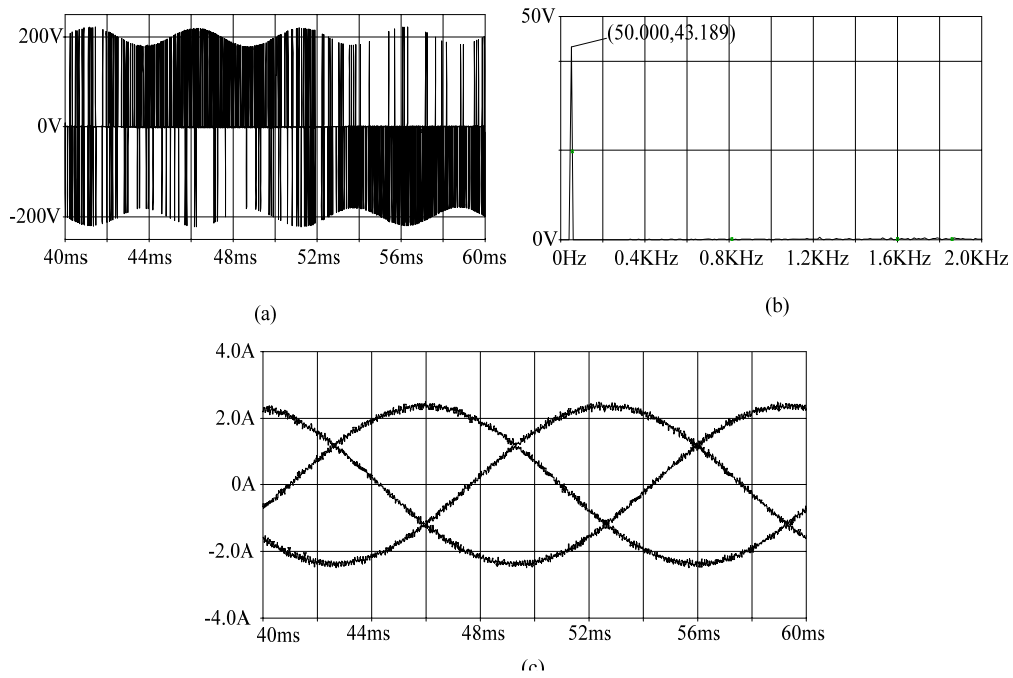 200V
0V
-200V
40ms 44ms 48ms 52ms 56ms 60ms
(a)
50V
(50.000,43.189)
0V
0Hz 0.4KHz 0.8KHz 1.2KHz 1.6KHz 2.0KHz
(b)
4.0A
2.0A
0A
-2.0A
-4.0A
40ms 44ms 48ms 52ms 56ms 60ms
(c)